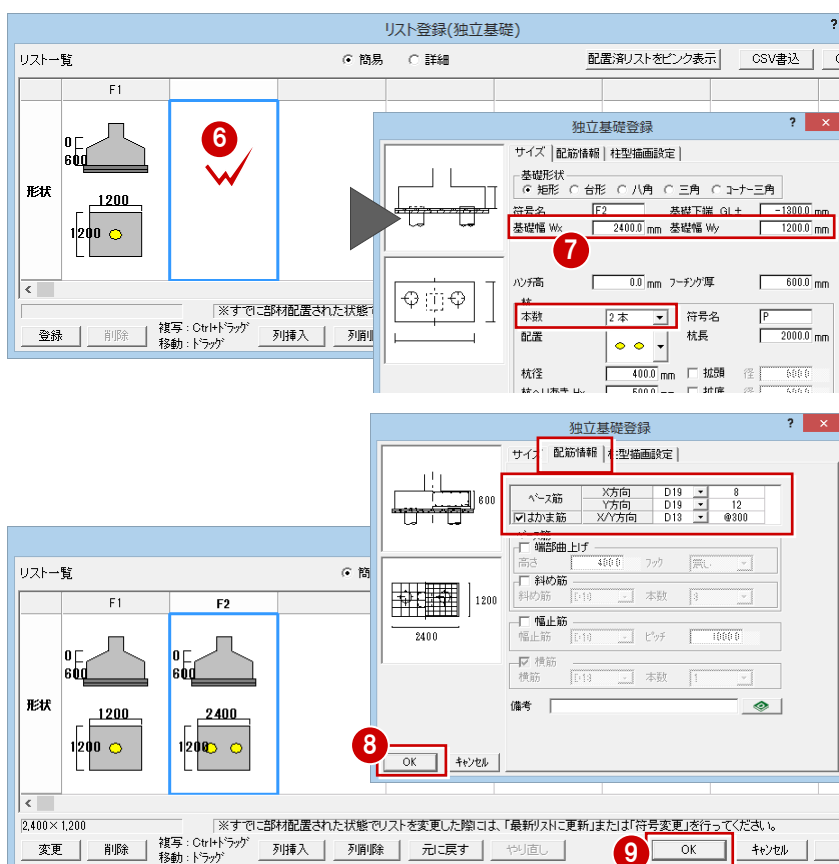 リスト登録(独立基礎) ?
リスト一覧 簡易 詳細 配置済リストをピンク表示 CSV書込
F1
形状
0
600
1200
1200
6
<
※すでに部材配置された状態で
登録 削除 複写：Ctrl+ドラッグ 列挿入 列削
移動：ドラッグ
独立基礎登録 ? ×
サイズ 配筋情報 柱型描画設定
基礎形状
矩形 台形 八角 三角 コーナー三角
符号名 F2 基礎下端 GL± -1300.0 mm
基礎幅 Wx 2400.0 mm 基礎幅 Wy 1200.0 mm
7
ハンチ高 0.0 mm フーチング厚 600.0 mm
杭
本数 2 本 符号名 P
配置 杭長 2000.0 mm
杭径 400.0 mm 拡頭 径
独立基礎登録 ? ×
サイズ 配筋情報 柱型描画設定
ベース筋 X方向 D19 8
Y方向 D19 12
はかま筋 X/Y方向 D13 @300
ベース筋
端部曲上げ
高さ 400.0 フック 無し
斜め筋
斜め筋 D10 本数
幅止筋
幅止筋 D10 ピッチ 1000.0
横筋
横筋 D13 本数 1
備考
600
1200
2400
8
OK キャンセル
リスト一覧 簡
F1 F2
形状
0
600
1200
1200
0
600
2400
1200
<
2,400×1,200 ※すでに部材配置された状態でリストを変更した際には、「最新リストに更新」または「符号変更」を行ってください。
変更 削除 複写：Ctrl+ドラッグ 列挿入 列削除 元に戻す やり直し 9 OK キャンセル
移動：ドラッグ